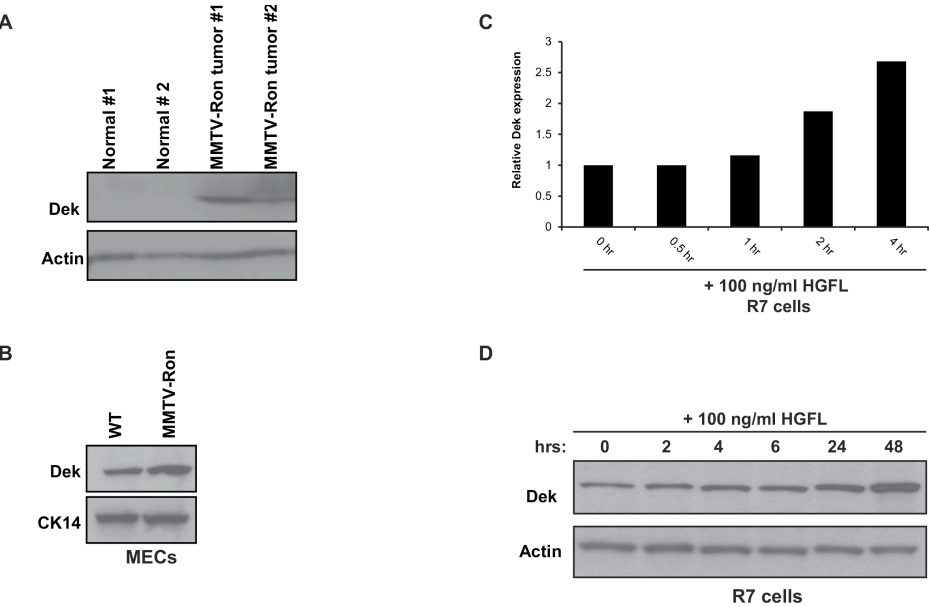 A
Normal #1
Normal # 2
MMTV-Ron tumor #1
MMTV-Ron tumor #2
Dek
Actin
B
WT
MMTV-Ron
Dek
CK14
MECs
C
Relative Dek expression
3
2.5
2
1.5
1
0.5
0
0 hr
0.5 hr
1 hr
2 hr
4 hr
+ 100 ng/ml HGFL
R7 cells
D
+ 100 ng/ml HGFL
hrs: 0 2 4 6 24 48
Dek
Actin
R7 cells